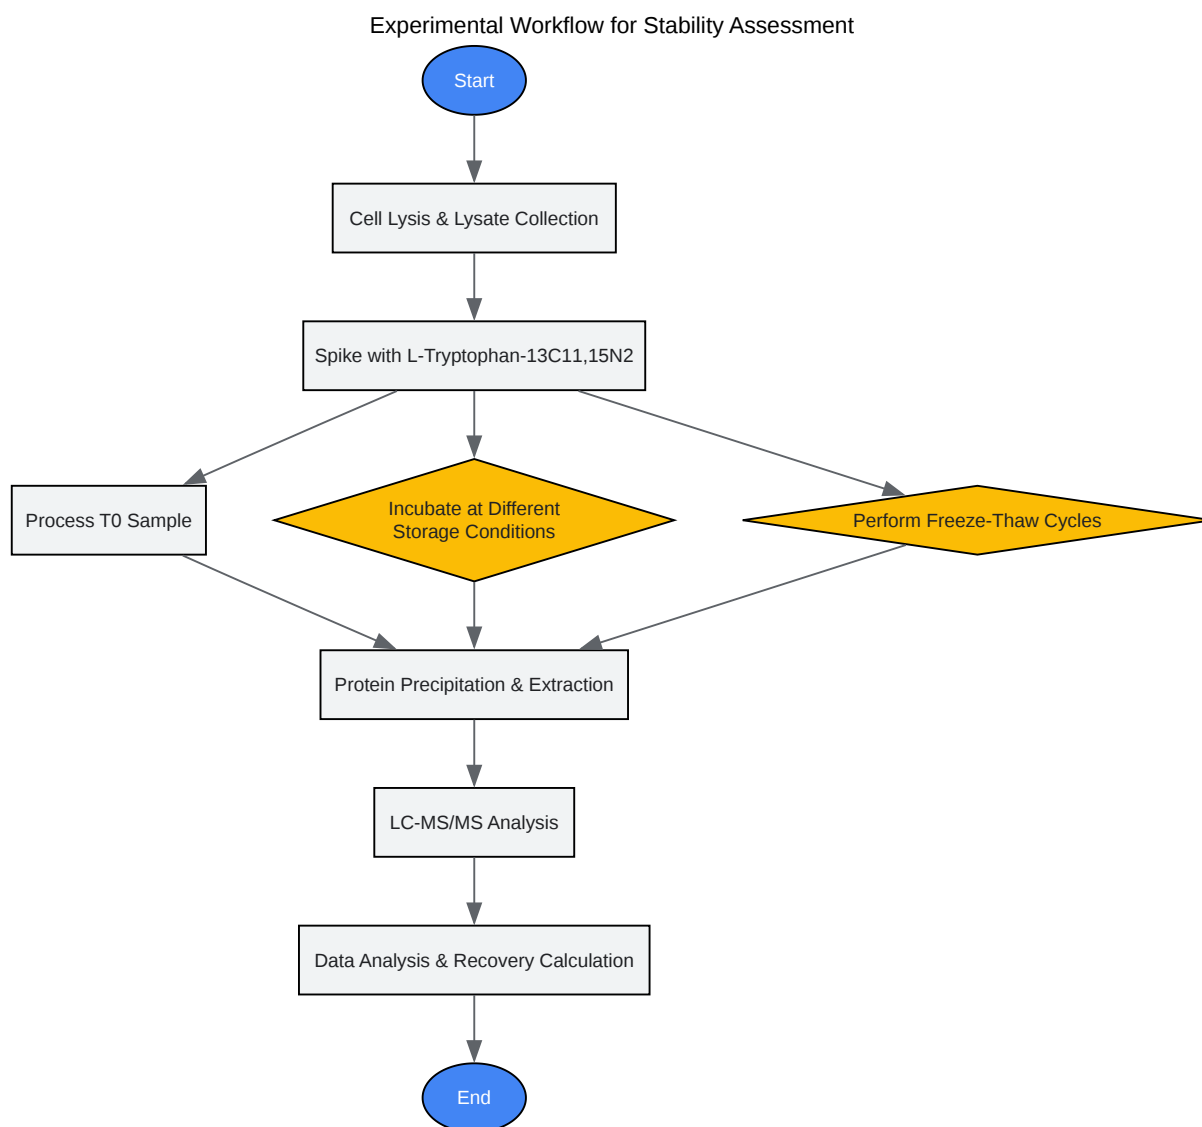 Experimental Workflow for Stability Assessment
Start
Cell Lysis & Lysate Collection
Spike with L-Tryptophan-13C11,15N2
Process T0 Sample
Incubate at Different
Storage Conditions
Perform Freeze-Thaw Cycles
Protein Precipitation & Extraction
LC-MS/MS Analysis
Data Analysis & Recovery Calculation
End